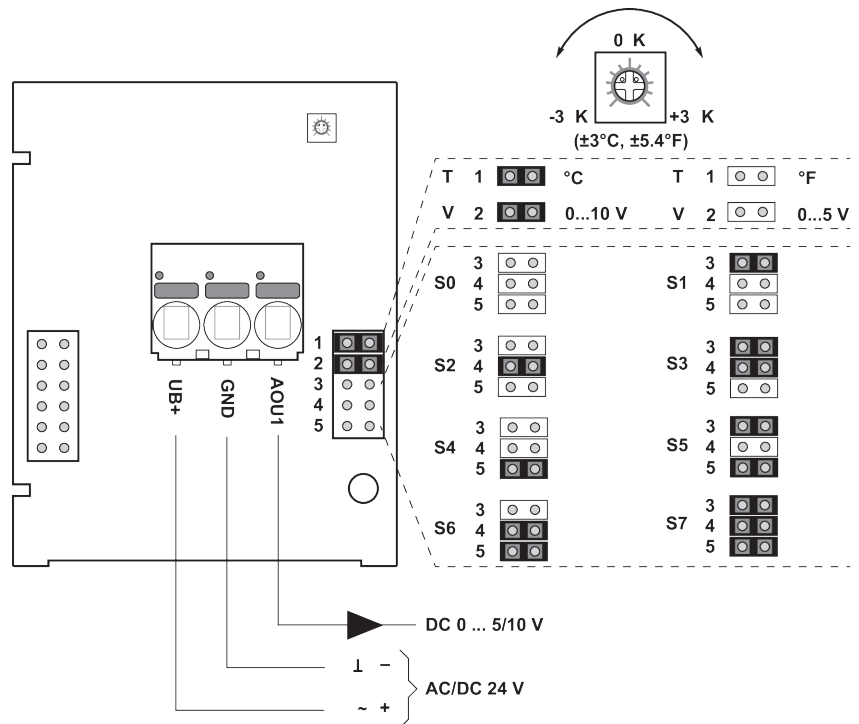 0 K
-3 K +3 K
(±3°C, ±5.4°F)
T 1 °C T 1 °F
V 2 0...10 V V 2 0...5 V
S0 3 4 5 S1 3 4 5
S2 3 4 5 S3 3 4 5
S4 3 4 5 S5 3 4 5
S6 3 4 5 S7 3 4 5
1
2
3
4
5
UB+
GND
AOU1
DC 0 ... 5/10 V
⊥ –
~ +
AC/DC 24 V